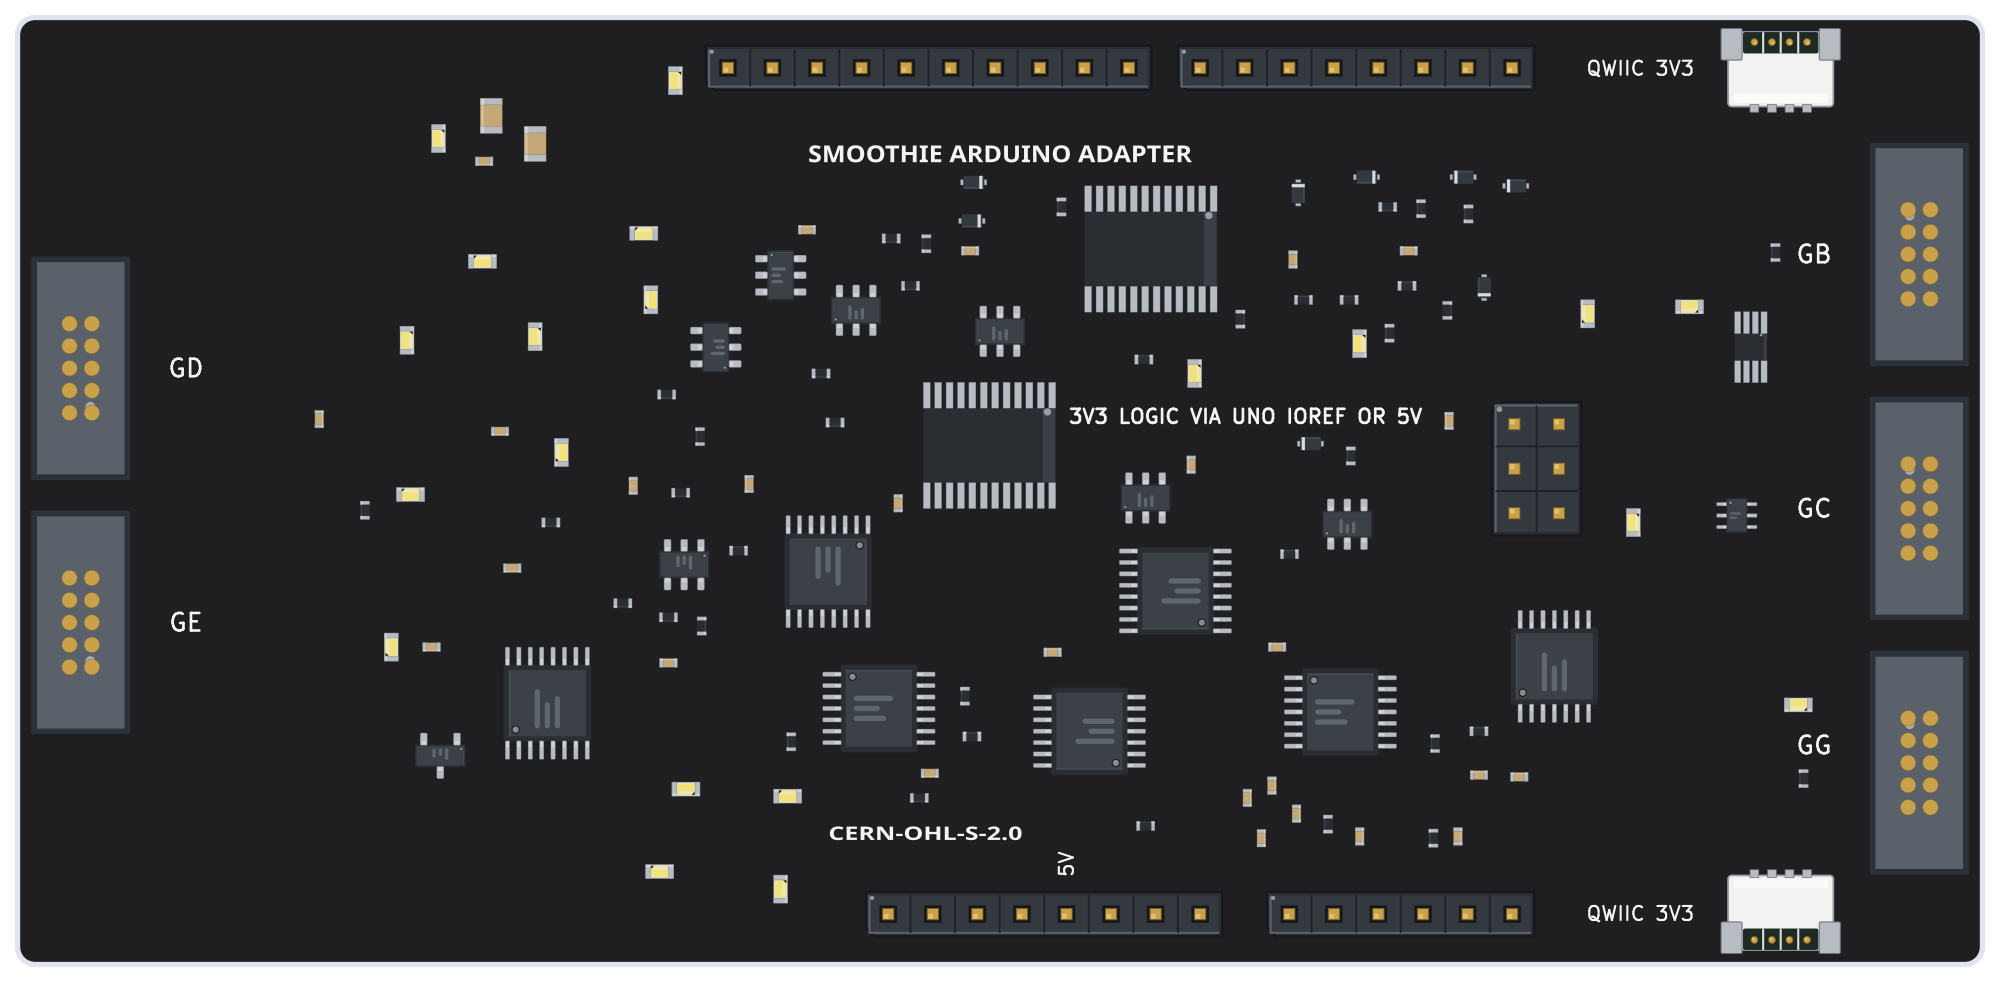 QWIIC 3V3
SMOOTHIE ARDUINO ADAPTER
GB
GD
3V3 LOGIC VIA UNO IOREF OR 5V
GC
GE
GG
CERN-OHL-S-2.0
5V
QWIIC 3V3